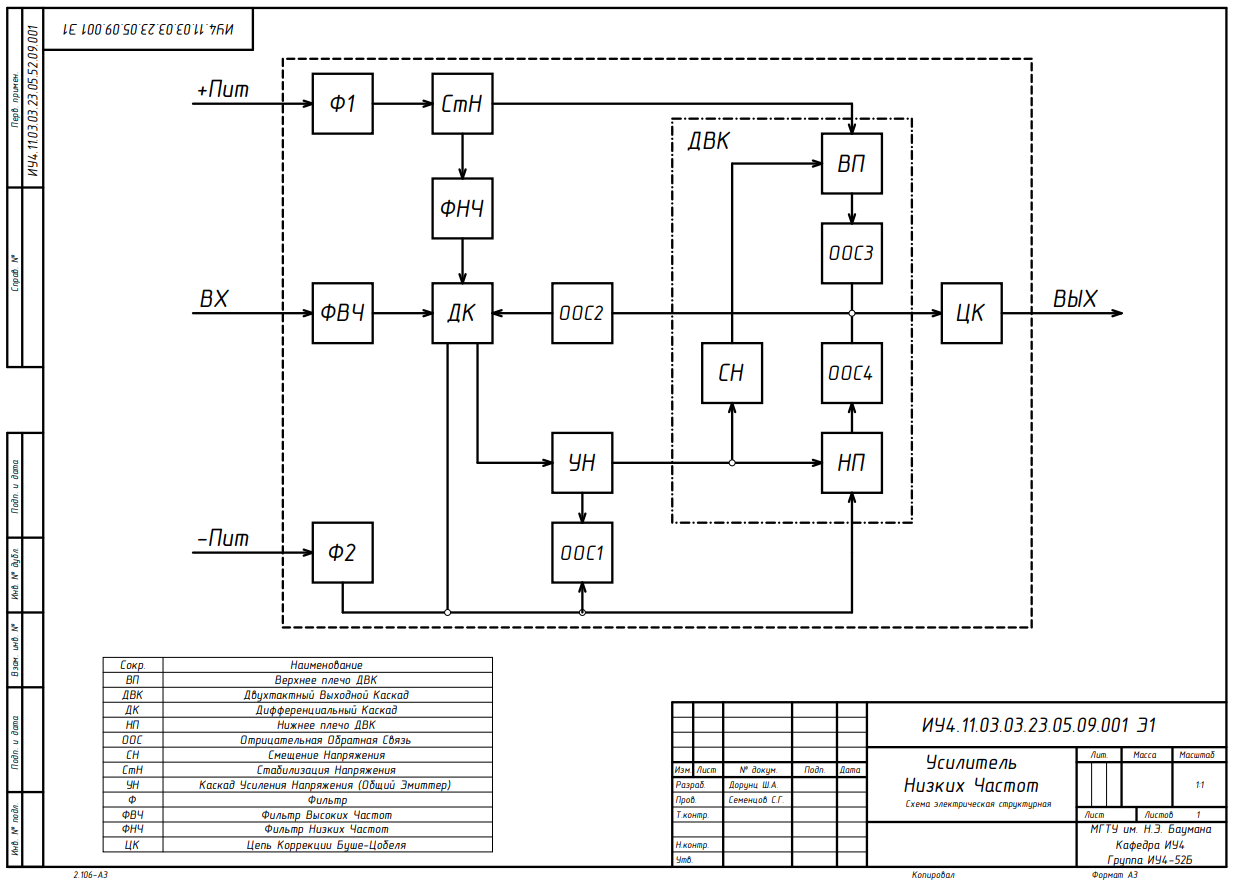 ИУ4.11.03.03.23.05.09.001 Э1
Перв. примен.
ИУ4.11.03.03.23.05.52.09.001
Справ. №
Подп. и дата
Инв. № дубл.
Взам. инв. №
Подп. и дата
Инв. № подл.
+Пит
Ф1
СтН
ДВК
ВП
ФНЧ
ООС3
ВХ
ФВЧ
ДК
ООС2
ЦК
ВЫХ
СН
ООС4
УН
НП
-Пит
Ф2
ООС1
Сокр. Наименование
ВП Верхнее плечо ДВК
ДВК Двухтактный Выходной Каскад
ДК Дифференциальный Каскад
НП Нижнее плечо ДВК
ООС Отрицательная Обратная Связь
СН Смещение Напряжения
СтН Стабилизация Напряжения
УН Каскад Усиления Напряжения (Общий Эмиттер)
Ф Фильтр
ФВЧ Фильтр Высоких Частот
ФНЧ Фильтр Низких Частот
ЦК Цепь Коррекции Буше-Цобеля
ИУ4.11.03.03.23.05.09.001 Э1
Изм. Лист № докум. Подп. Дата
Разраб. Дорунц Ш.А.
Пров. Семенцов С.Г.
Т.контр.
Н.контр.
Утв.
Усилитель
Низких Частот
Схема электрическая структурная
Лит. Масса Масштаб
1:1
Лист Листов 1
МГТУ им. Н.Э. Баумана
Кафедра ИУ4
Группа ИУ4-52Б
2.106-А3 Копировал Формат А3